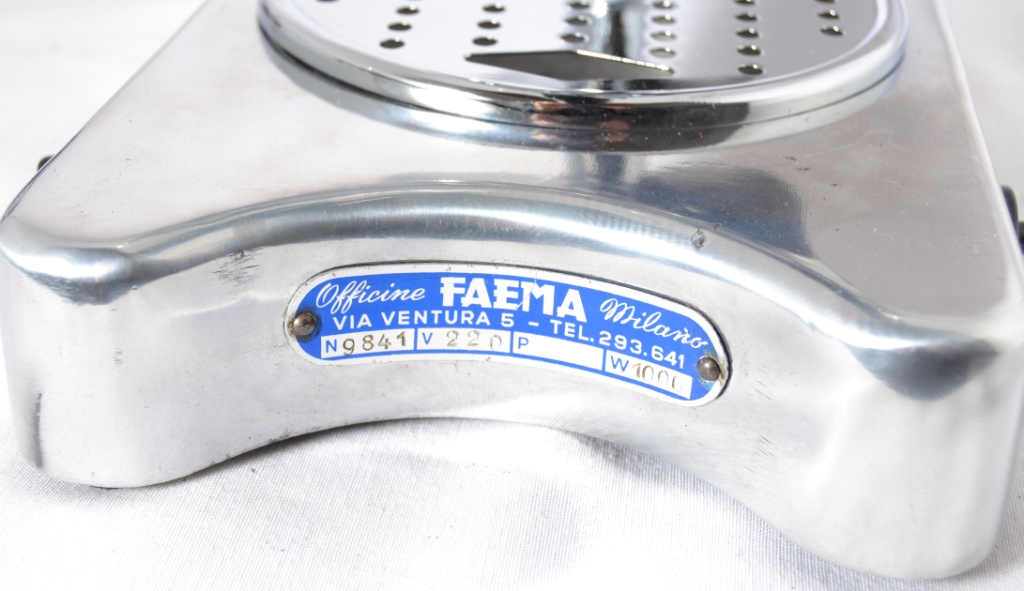 Officine FAEMA Milano
VIA VENTURA 5 - TEL. 293.641
N 9841 V 220 P W 1000